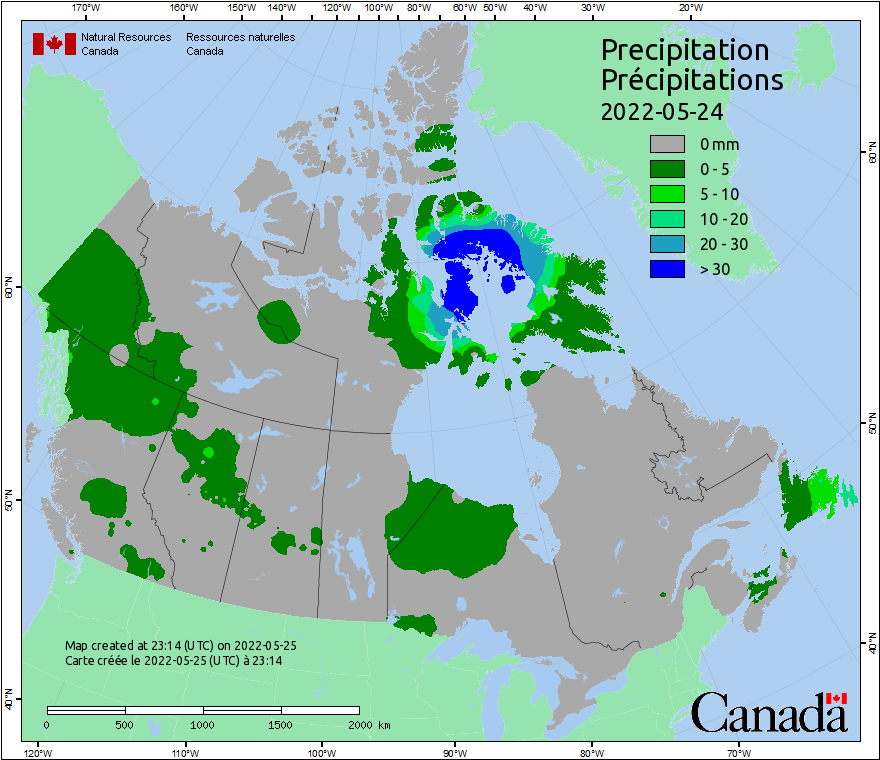 170°W 160°W 150°W 140°W 120°W 100°W 80°W 60°W 50°W 40°W 30°W 20°W
Natural Resources Ressources naturelles
Canada Canada
Precipitation
Précipitations
2022-05-24
0 mm
0 - 5
5 - 10
10 - 20
20 - 30
> 30
60°N
60°N
50°N
50°N
40°N
40°N
Map created at 23:14 (UTC) on 2022-05-25
Carte créée le 2022-05-25 (UTC) à 23:14
0 500 1000 1500 2000 km
Canada
120°W 110°W 100°W 90°W 80°W 70°W